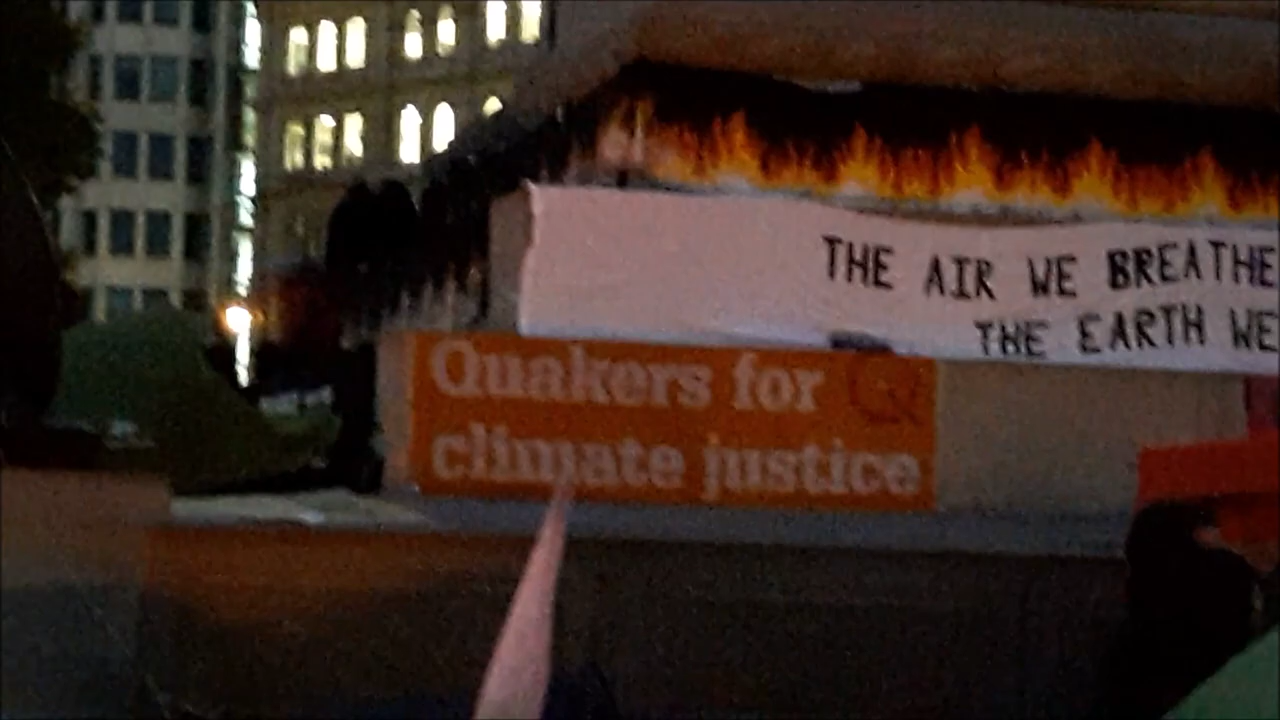 THE AIR WE BREATHE
THE EARTH WE
Quakers for
climate justice